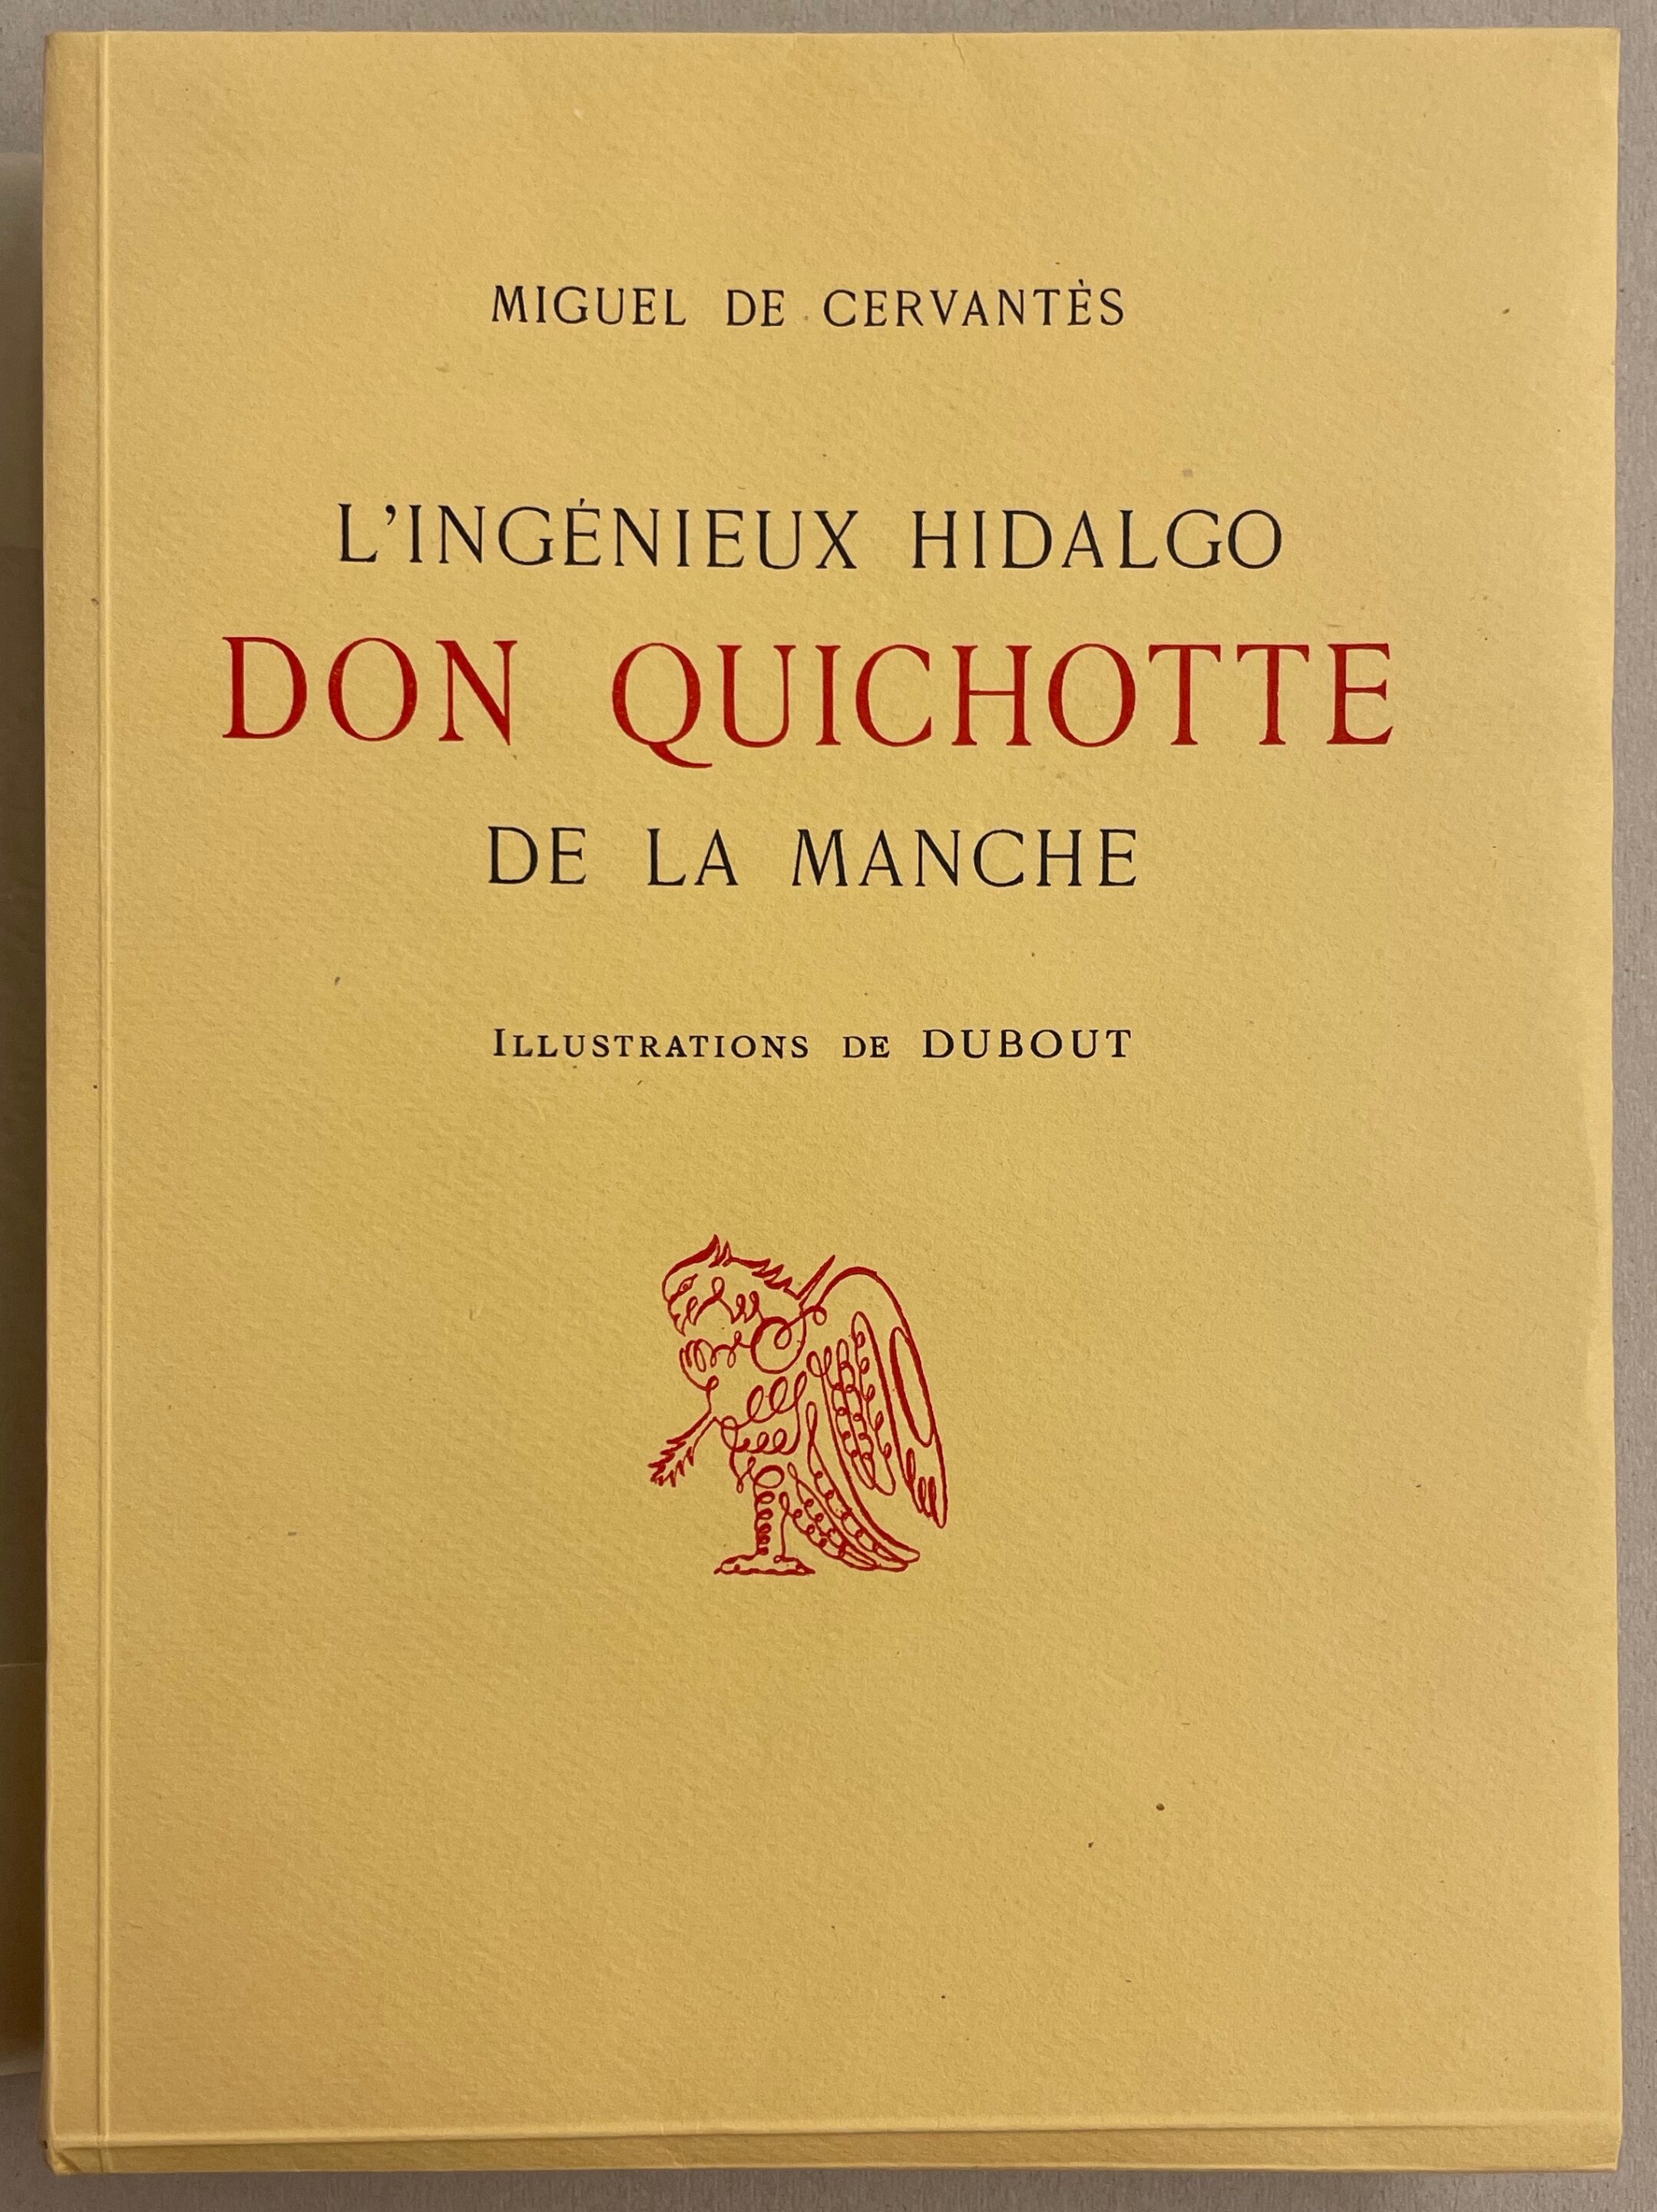 MIGUEL DE CERVANTÈS
L'INGÉNIEUX HIDALGO
DON QUICHOTTE
DE LA MANCHE
ILLUSTRATIONS DE DUBOUT